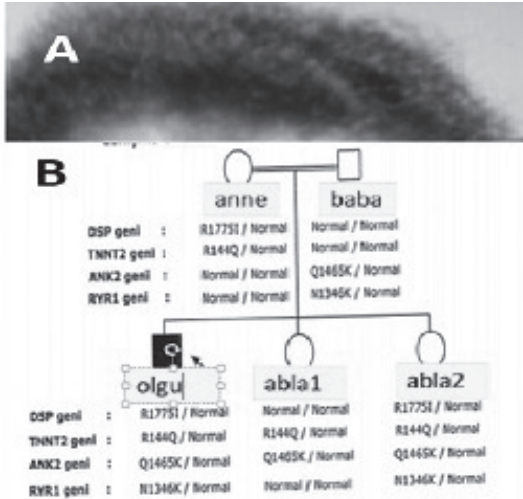 A
B
anne baba
DSP geni : R1775I / Normal Normal / Normal
TNNT2 geni : R144Q / Normal Normal / Normal
ANK2 geni : Normal / Normal Q1465K / Normal
RYR1 geni : Normal / Normal N1346K / Normal
olgu abla1 abla2
DSP geni : R1775I / Normal Normal / Normal R1775I / Normal
TNNT2 geni : R144Q / Normal R144Q / Normal R144Q / Normal
ANK2 geni : Q1465K / Normal Q1465K / Normal Q1465K / Normal
RYR1 geni : N1346K / Normal Normal / Normal N1346K / Normal